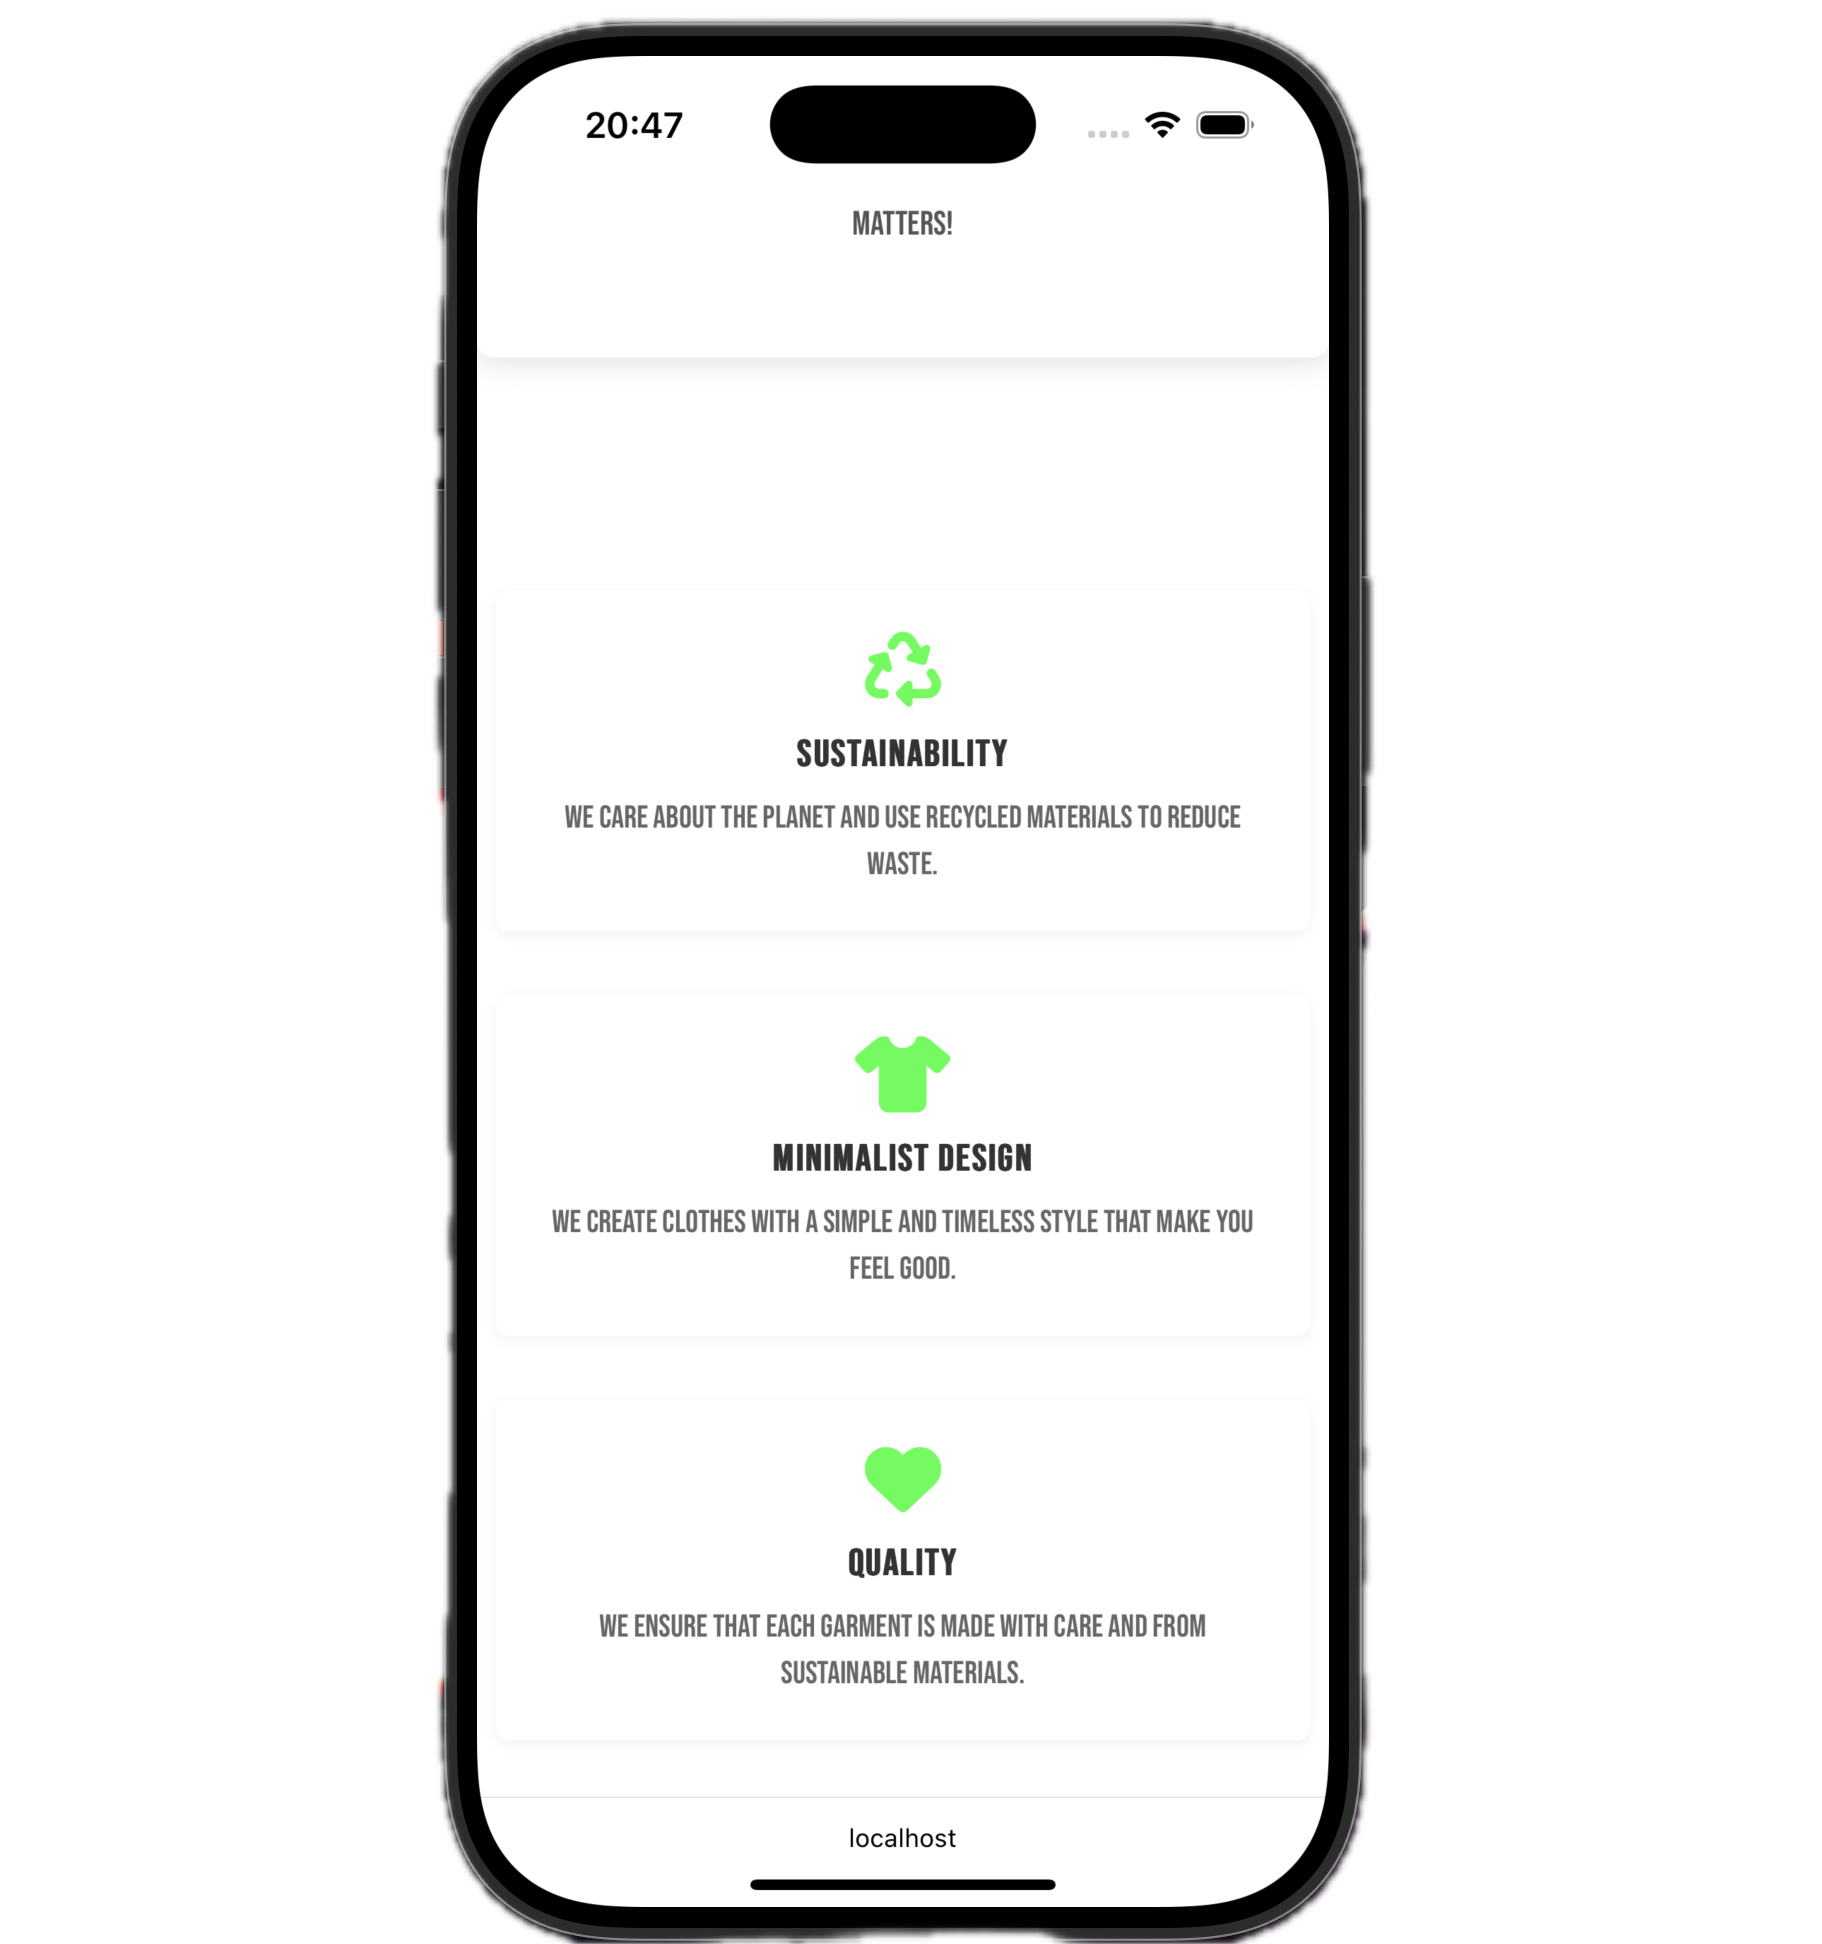 20:47
MATTERS!
SUSTAINABILITY
WE CARE ABOUT THE PLANET AND USE RECYCLED MATERIALS TO REDUCE
WASTE.
MINIMALIST DESIGN
WE CREATE CLOTHES WITH A SIMPLE AND TIMELESS STYLE THAT MAKE YOU
FEEL GOOD.
QUALITY
WE ENSURE THAT EACH GARMENT IS MADE WITH CARE AND FROM
SUSTAINABLE MATERIALS.
localhost